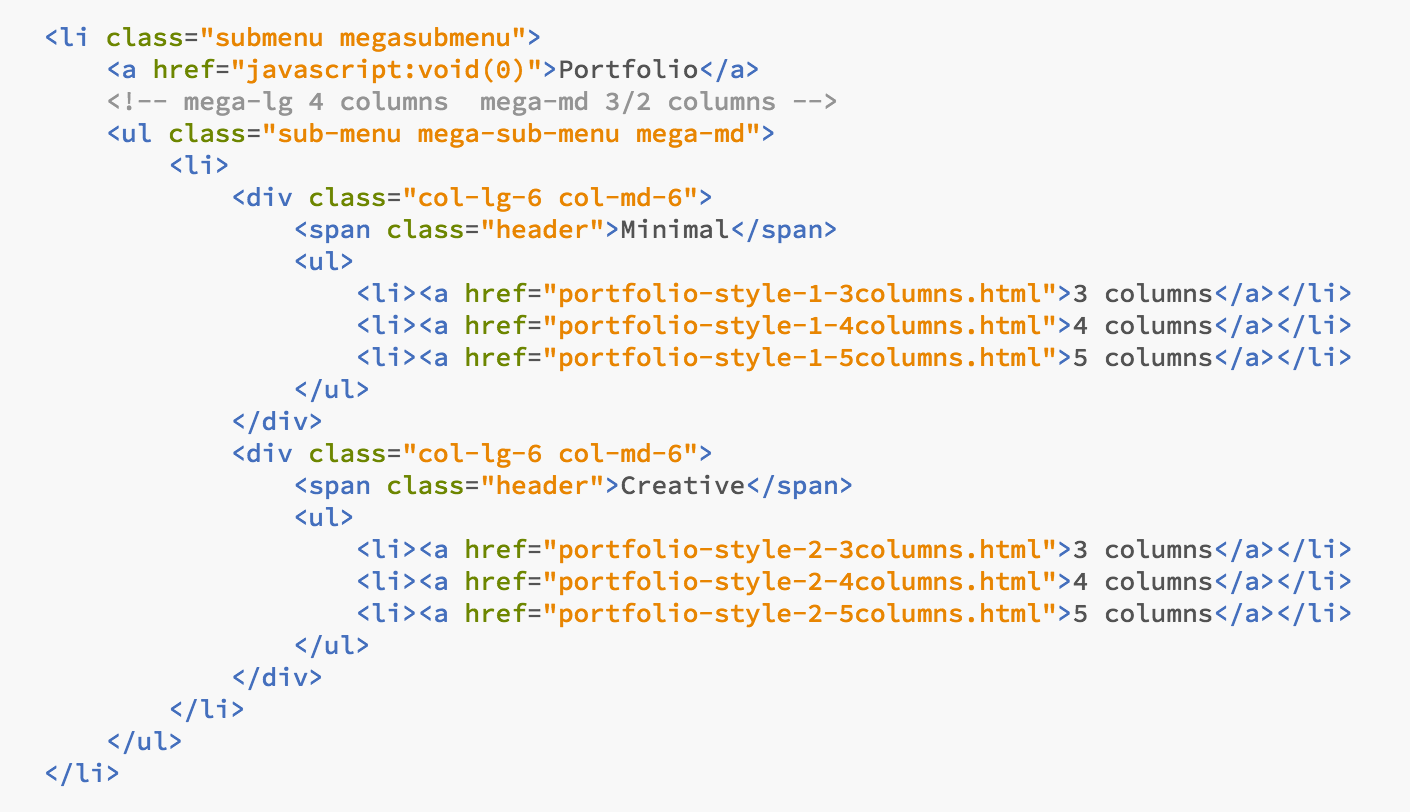 <li class="submenu megasubmenu">
    <a href="javascript:void(0)">Portfolio</a>
    <!-- mega-lg 4 columns  mega-md 3/2 columns -->
    <ul class="sub-menu mega-sub-menu mega-md">
        <li>
            <div class="col-lg-6 col-md-6">
                <span class="header">Minimal</span>
                <ul>
                    <li><a href="portfolio-style-1-3columns.html">3 columns</a></li>
                    <li><a href="portfolio-style-1-4columns.html">4 columns</a></li>
                    <li><a href="portfolio-style-1-5columns.html">5 columns</a></li>
                </ul>
            </div>
            <div class="col-lg-6 col-md-6">
                <span class="header">Creative</span>
                <ul>
                    <li><a href="portfolio-style-2-3columns.html">3 columns</a></li>
                    <li><a href="portfolio-style-2-4columns.html">4 columns</a></li>
                    <li><a href="portfolio-style-2-5columns.html">5 columns</a></li>
                </ul>
            </div>
        </li>
    </ul>
</li>